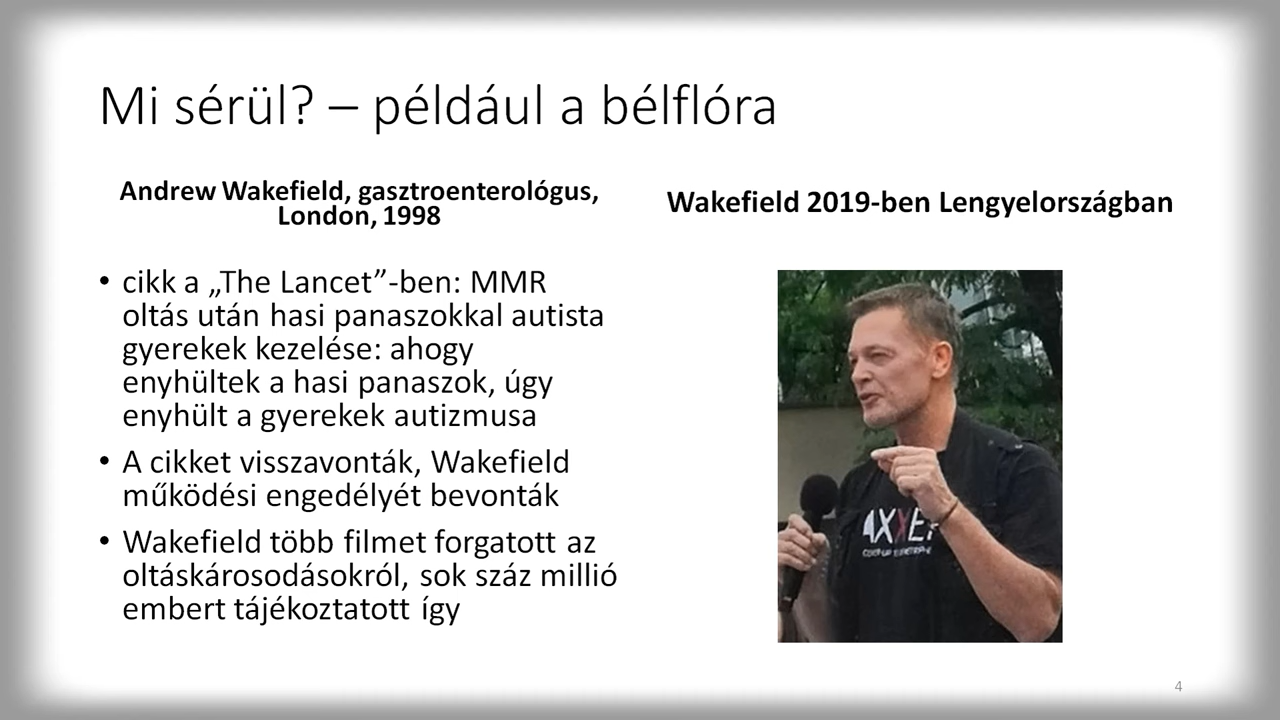 Mi sérül? – például a bélflóra
Andrew Wakefield, gasztroenterológus,
London, 1998
• cikk a „The Lancet”-ben: MMR
oltás után hasi panaszokkal autista
gyerekek kezelése: ahogy
enyhültek a hasi panaszok, úgy
enyhült a gyerekek autizmusa
• A cikket visszavonták, Wakefield
működési engedélyét bevonták
• Wakefield több filmet forgatott az
oltáskárosodásokról, sok száz millió
embert tájékoztatott így
Wakefield 2019-ben Lengyelországban
4